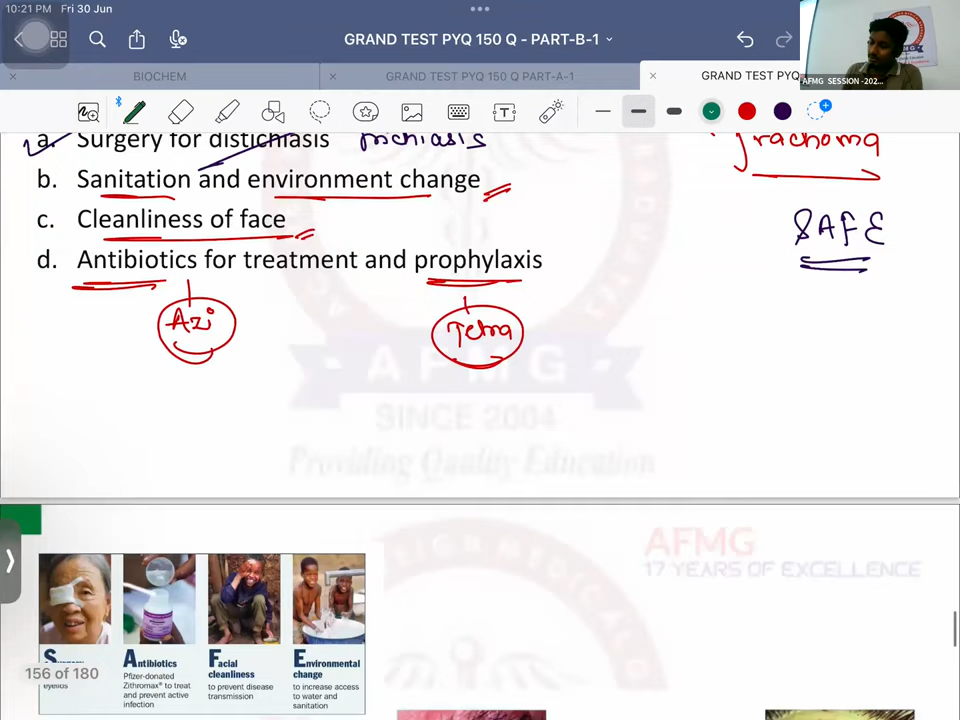 10:21 PM Fri 30 Jun
GRAND TEST PYQ 150 Q - PART-B-1
BIOCHEM
GRAND TEST PYQ 150 Q PART-A-1
GRAND TEST PYQ
AFMG SESSION -202...
a. Surgery for distichiasis Trichiasis
Trachoma
b. Sanitation and environment change
c. Cleanliness of face
SAFE
d. Antibiotics for treatment and prophylaxis
Azi
Tetra
AFMG
SINCE 2004
Providing Quality Education
AFMG
17 YEARS OF EXCELLENCE
156 of 180
eyelids
Antibiotics
Pfizer-donated
Zithromax® to treat
and prevent active
infection
Facial
cleanliness
to prevent disease
transmission
Environmental
change
to increase access
to water and
sanitation